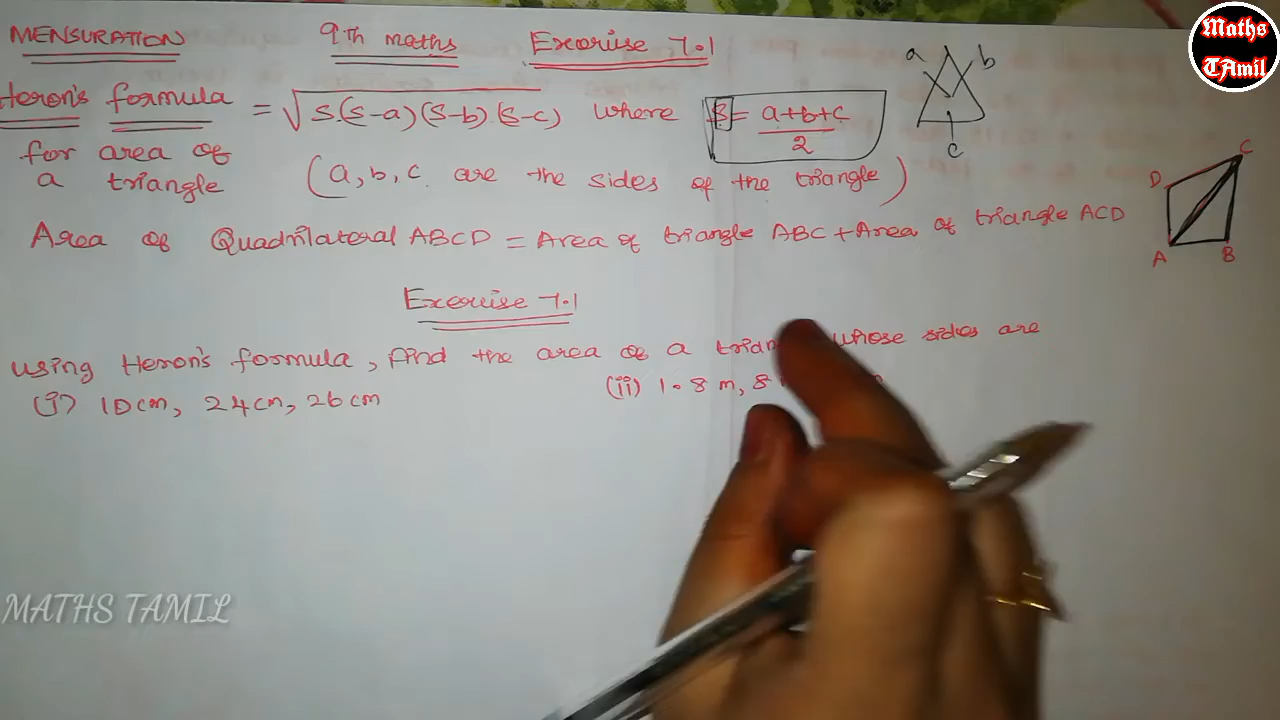 MENSURATION 9th maths Exercise 7.1
Heron's formula = √s(s-a)(s-b)(s-c) where s = a+b+c
2
for area of
a triangle (a, b, c are the sides of the triangle)
a b
c
Area of Quadrilateral ABCD = Area of triangle ABC + Area of triangle ACD
D C
A B
Exercise 7.1
using Heron's formula, find the area of a whose sides are
(i) 10cm, 24cm, 26cm (ii) 1.8 m, 8
Maths
TAmil
MATHS TAMIL